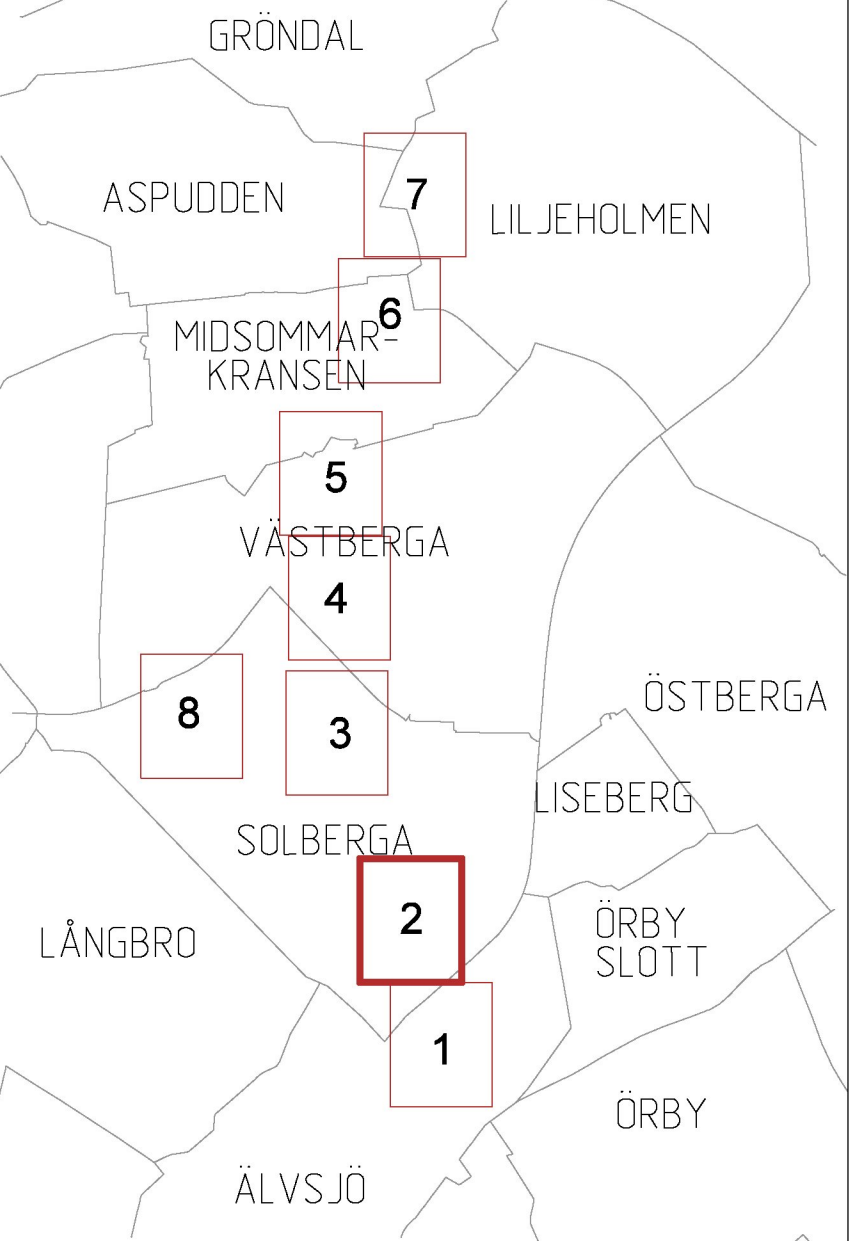 GRÖNDAL
ASPUDDEN
7
LILJEHOLMEN
6
MIDSOMMAR-
KRANSEN
5
VÄSTBERGA
4
ÖSTBERGA
8
3
LISEBERG
SOLBERGA
2
ÖRBY
SLOTT
LÅNGBRO
1
ÖRBY
ÄLVSJÖ